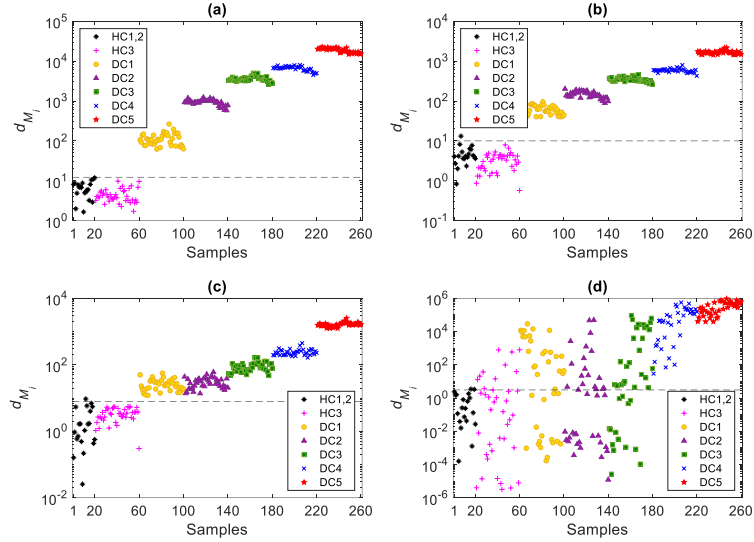 (a)
10^5
10^4
10^3
10^2
10^1
10^0
d_{M_i}
HC1,2
HC3
DC1
DC2
DC3
DC4
DC5
1 20 60 100 140 180 220 260
Samples
(b)
10^5
10^4
10^3
10^2
10^1
10^0
10^-1
d_{M_i}
HC1,2
HC3
DC1
DC2
DC3
DC4
DC5
1 20 60 100 140 180 220 260
Samples
(c)
10^4
10^2
10^0
10^-2
d_{M_i}
HC1,2
HC3
DC1
DC2
DC3
DC4
DC5
1 20 60 100 140 180 220 260
Samples
(d)
10^6
10^4
10^2
10^0
10^-2
10^-4
10^-6
d_{M_i}
HC1,2
HC3
DC1
DC2
DC3
DC4
DC5
1 20 60 100 140 180 220 260
Samples